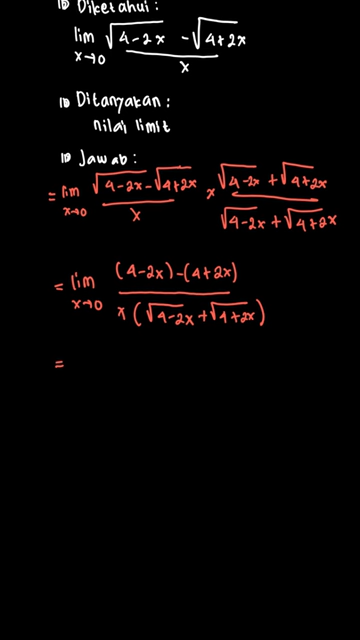 Diketahui:
lim x→0 (√(4-2x) - √(4+2x)) / x
Ditanyakan:
nilai limit
Jawab:
= lim x→0 (√(4-2x) - √(4+2x)) / x × (√(4-2x) + √(4+2x)) / (√(4-2x) + √(4+2x))
= lim x→0 ((4-2x) - (4+2x)) / (x(√(4-2x) + √(4+2x)))
=